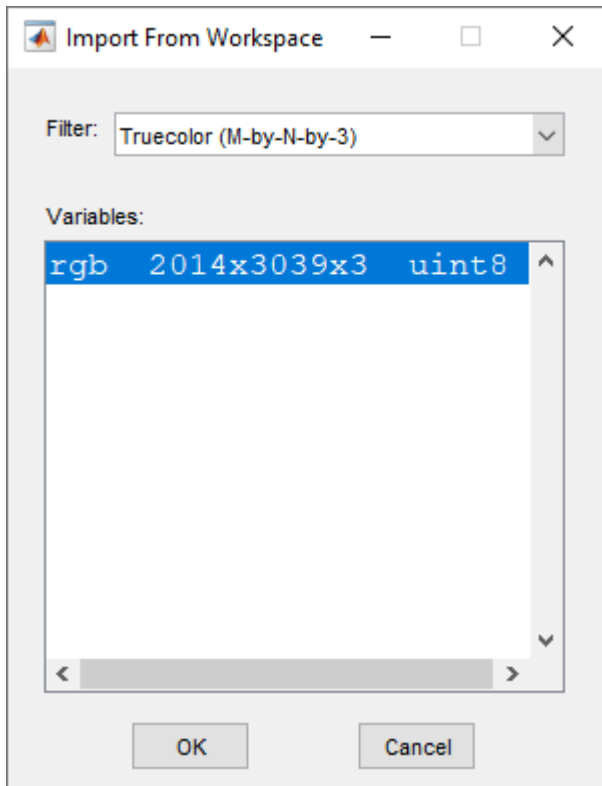 Import From Workspace
Filter: Truecolor (M-by-N-by-3)
Variables:
rgb 2014x3039x3 uint8
OK Cancel